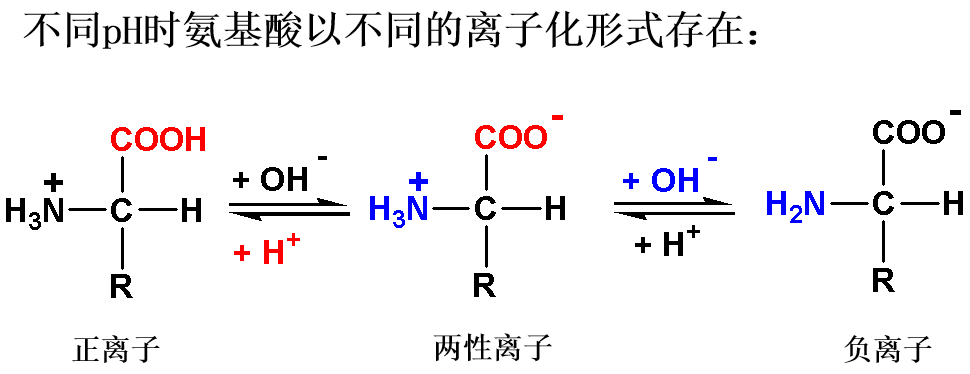 不同pH时氨基酸以不同的离子化形式存在：
COOH COO- COO-
+ + OH- + + OH-
H3N C H H3N C H H2N C H
+ H+ + H+
R R R
正离子 两性离子 负离子